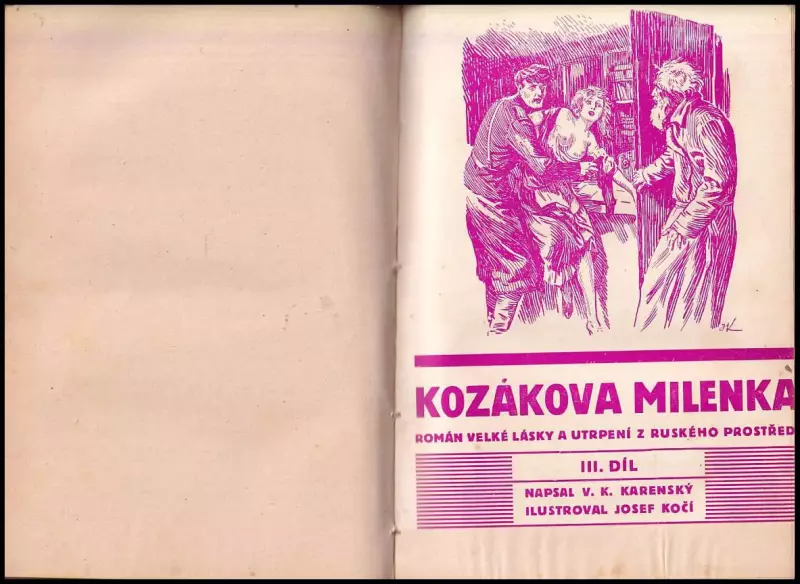 KOZÁKOVA MILENKA
ROMÁN VELKÉ LÁSKY A UTRPENÍ Z RUSKÉHO PROSTŘED
III. DÍL
NAPSAL V. K. KARENSKÝ
ILUSTROVAL JOSEF KOČÍ